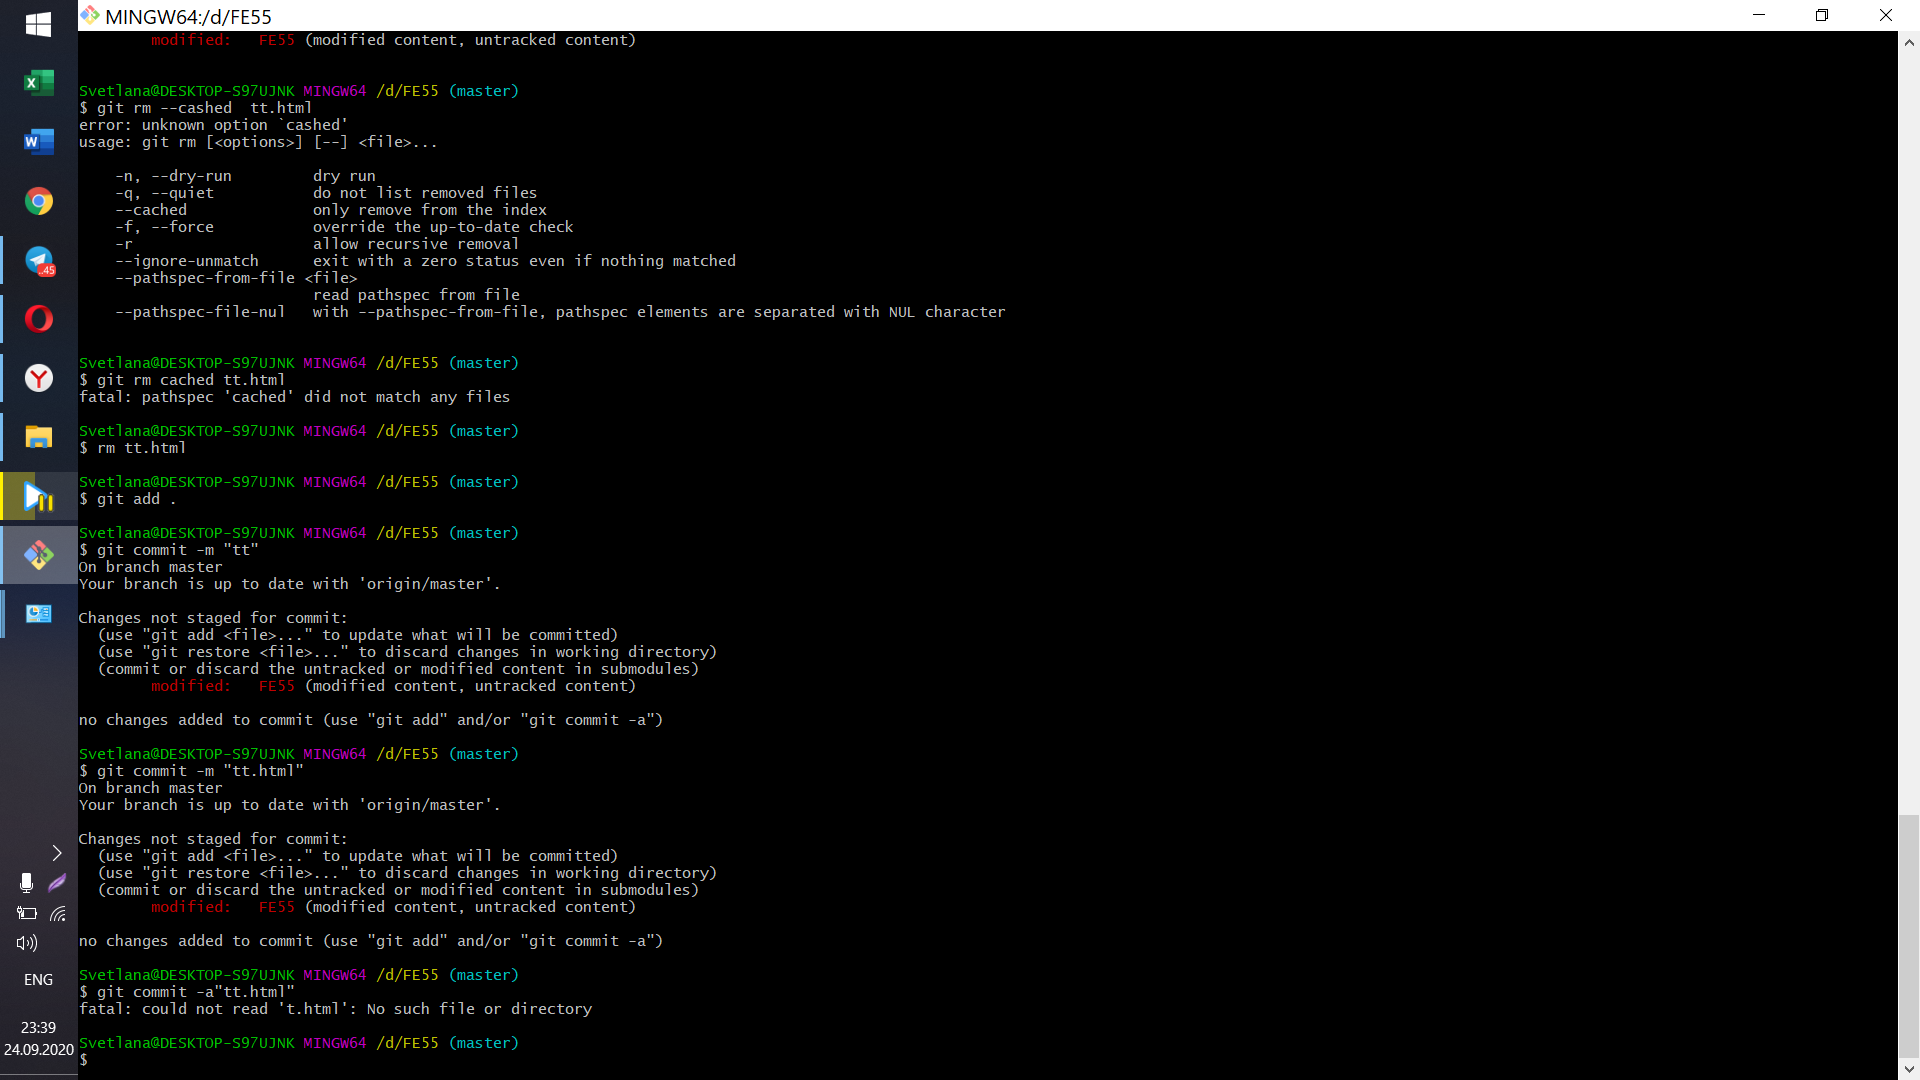 MINGW64:/d/FE55
modified:   FE55 (modified content, untracked content)
Svetlana@DESKTOP-S97UJNK MINGW64 /d/FE55 (master)
$ git rm --cashed  tt.html
error: unknown option `cashed'
usage: git rm [<options>] [--] <file>...
-n, --dry-run         dry run
-q, --quiet           do not list removed files
--cached              only remove from the index
-f, --force           override the up-to-date check
-r                    allow recursive removal
--ignore-unmatch      exit with a zero status even if nothing matched
--pathspec-from-file <file>
read pathspec from file
--pathspec-file-nul   with --pathspec-from-file, pathspec elements are separated with NUL character
Svetlana@DESKTOP-S97UJNK MINGW64 /d/FE55 (master)
$ git rm cached tt.html
fatal: pathspec 'cached' did not match any files
Svetlana@DESKTOP-S97UJNK MINGW64 /d/FE55 (master)
$ rm tt.html
Svetlana@DESKTOP-S97UJNK MINGW64 /d/FE55 (master)
$ git add .
Svetlana@DESKTOP-S97UJNK MINGW64 /d/FE55 (master)
$ git commit -m "tt"
On branch master
Your branch is up to date with 'origin/master'.
Changes not staged for commit:
(use "git add <file>..." to update what will be committed)
(use "git restore <file>..." to discard changes in working directory)
(commit or discard the untracked or modified content in submodules)
modified:   FE55 (modified content, untracked content)
no changes added to commit (use "git add" and/or "git commit -a")
Svetlana@DESKTOP-S97UJNK MINGW64 /d/FE55 (master)
$ git commit -m "tt.html"
On branch master
Your branch is up to date with 'origin/master'.
Changes not staged for commit:
(use "git add <file>..." to update what will be committed)
(use "git restore <file>..." to discard changes in working directory)
(commit or discard the untracked or modified content in submodules)
modified:   FE55 (modified content, untracked content)
no changes added to commit (use "git add" and/or "git commit -a")
Svetlana@DESKTOP-S97UJNK MINGW64 /d/FE55 (master)
$ git commit -a"tt.html"
fatal: could not read 't.html': No such file or directory
Svetlana@DESKTOP-S97UJNK MINGW64 /d/FE55 (master)
$
X
W
..45
Y
ENG
23:39
24.09.2020